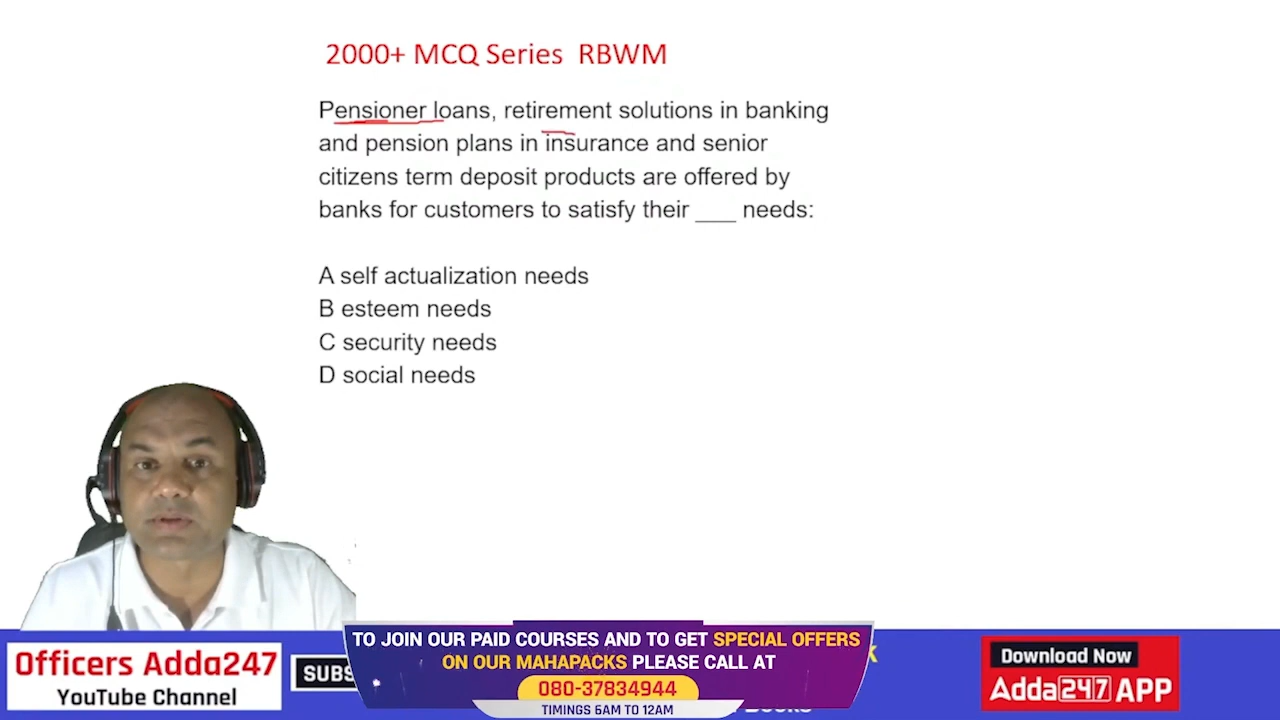 2000+ MCQ Series RBWM
Pensioner loans, retirement solutions in banking
and pension plans in insurance and senior
citizens term deposit products are offered by
banks for customers to satisfy their ___ needs:
A self actualization needs
B esteem needs
C security needs
D social needs
Officers Adda247
YouTube Channel
TO JOIN OUR PAID COURSES AND TO GET SPECIAL OFFERS
ON OUR MAHAPACKS PLEASE CALL AT
080-37834944
TIMINGS 6AM TO 12AM
Download Now
Adda247 APP